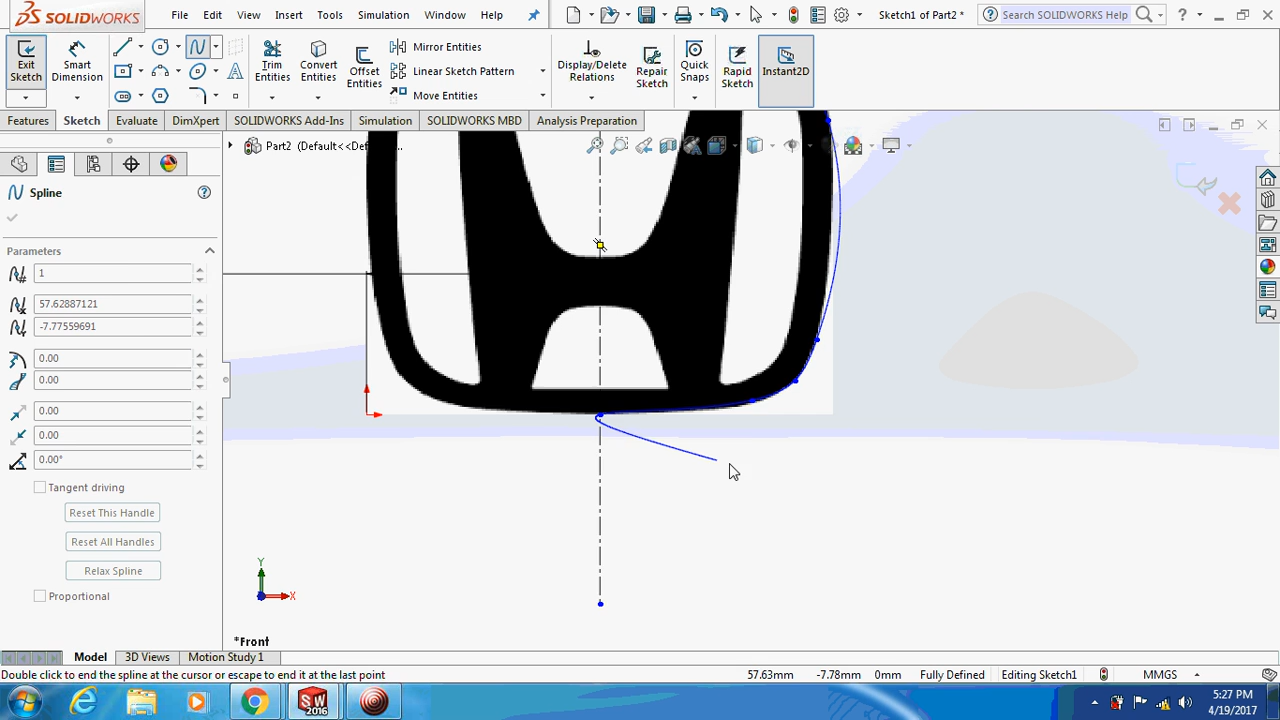 SOLIDWORKS File Edit View Insert Tools Simulation Window Help Sketch1 of Part2 * Search SOLIDWORKS Help
Exit Sketch Smart Dimension Trim Entities Convert Entities Offset Entities Mirror Entities Linear Sketch Pattern Move Entities Display/Delete Relations Repair Sketch Quick Snaps Rapid Sketch Instant2D
Features Sketch Evaluate DimXpert SOLIDWORKS Add-Ins Simulation SOLIDWORKS MBD Analysis Preparation
Part2 (Default<<Def ...
Spline
Parameters
1
57.62887121
-7.77559691
0.00
0.00
0.00
0.00
0.00°
Tangent driving
Reset This Handle
Reset All Handles
Relax Spline
Proportional
Y
X
*Front
Model 3D Views Motion Study 1
Double click to end the spline at the cursor or escape to end it at the last point 57.63mm -7.78mm 0mm Fully Defined Editing Sketch1 MMGS
SW 2016
5:27 PM
4/19/2017